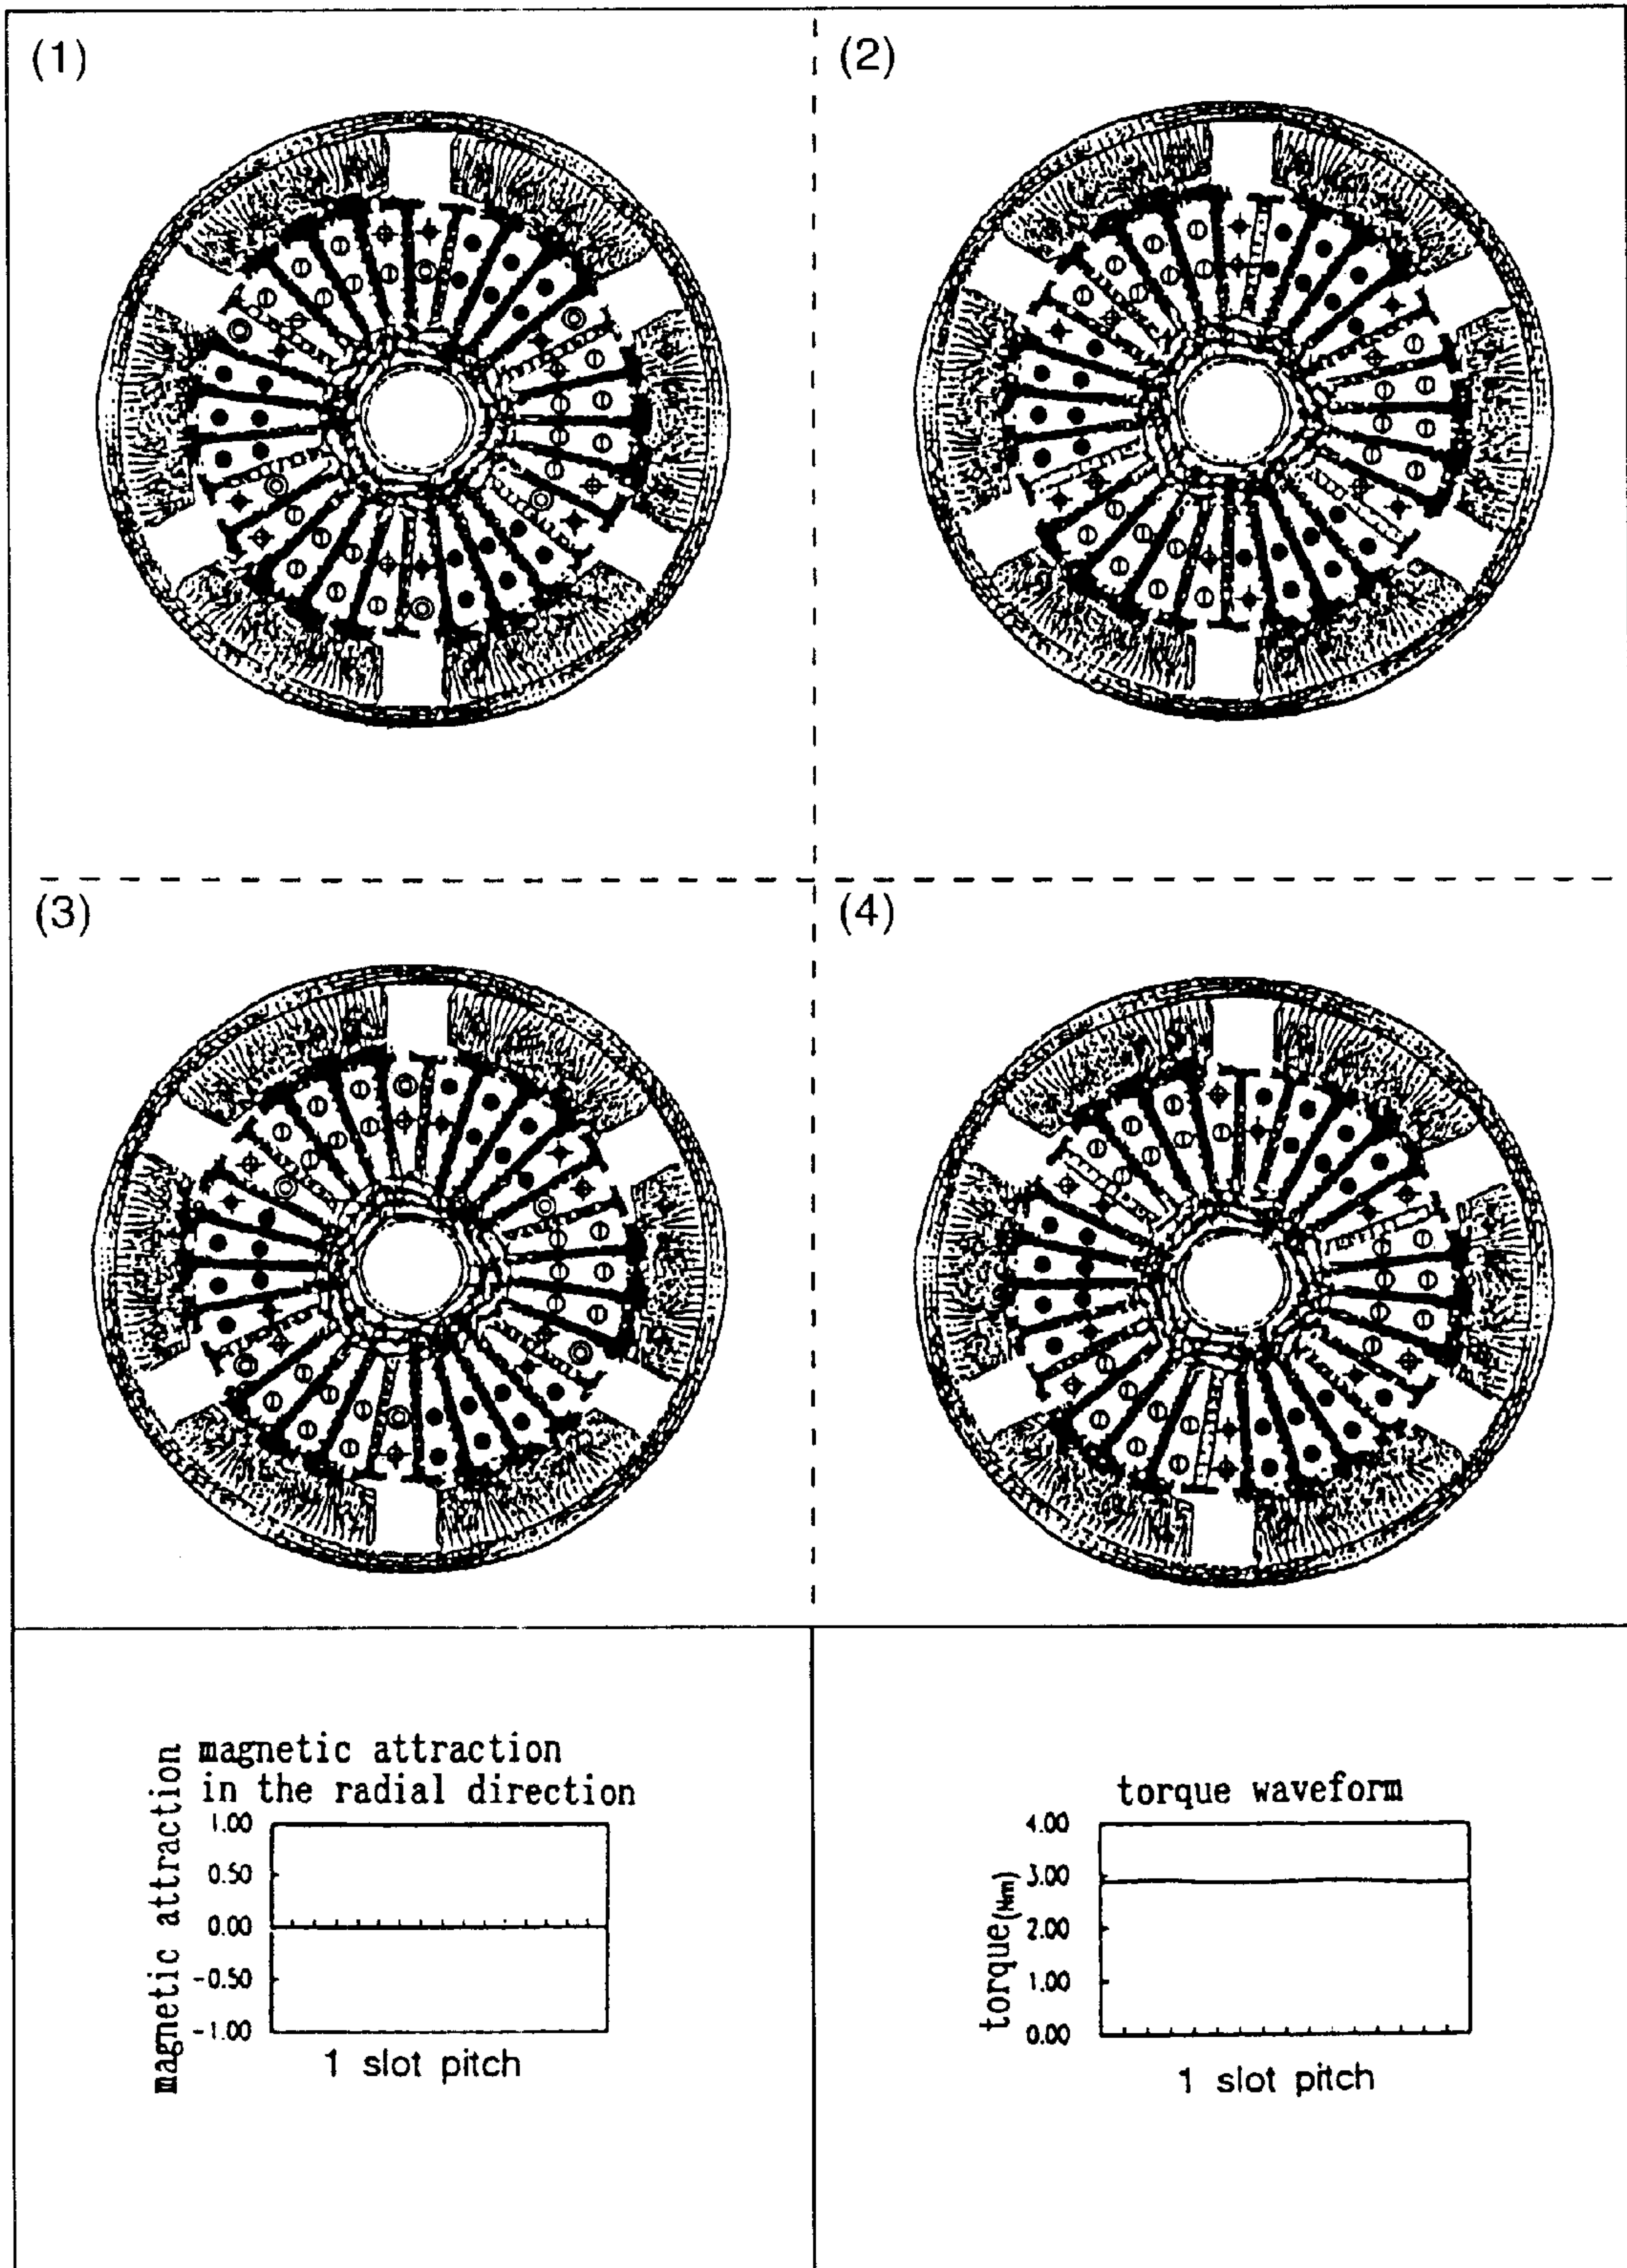 (1)
(2)
(3)
(4)
magnetic attraction
in the radial direction
magnetic attraction
1.00
0.50
0.00
-0.50
-1.00
1 slot pitch
torque waveform
torque(Nm)
4.00
3.00
2.00
1.00
0.00
1 slot pitch